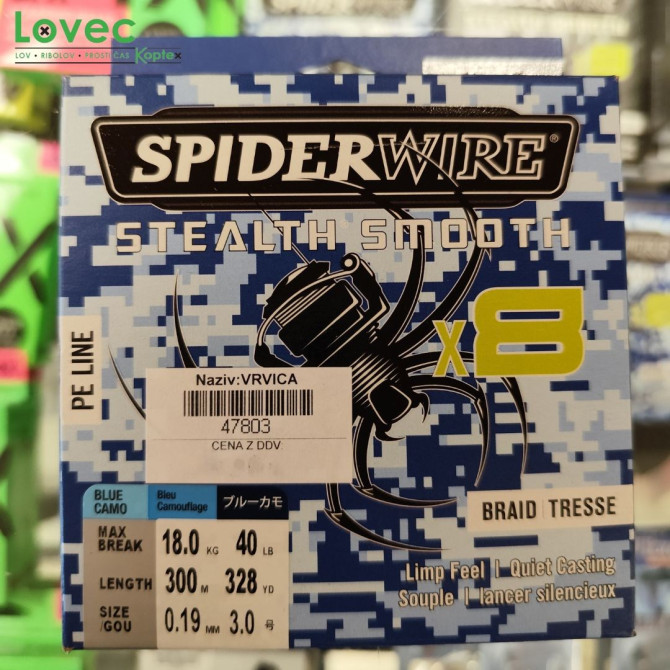 Lovec
LOV • RIBOLOV • PROSTI ČAS Koptex
SPIDERWIRE®
STEALTH SMOOTH
x8
PE LINE
Naziv:VRVICA
47803
CENA Z DDV.
BLUE CAMO Bleu Camouflage ブルーカモ
MAX BREAK 18.0 KG 40 LB
LENGTH 300 M 328 YD
SIZE /GOU 0.19 MM 3.0 号
BRAID | TRESSE
Limp Feel | Quiet Casting
Souple | lancer silencieux